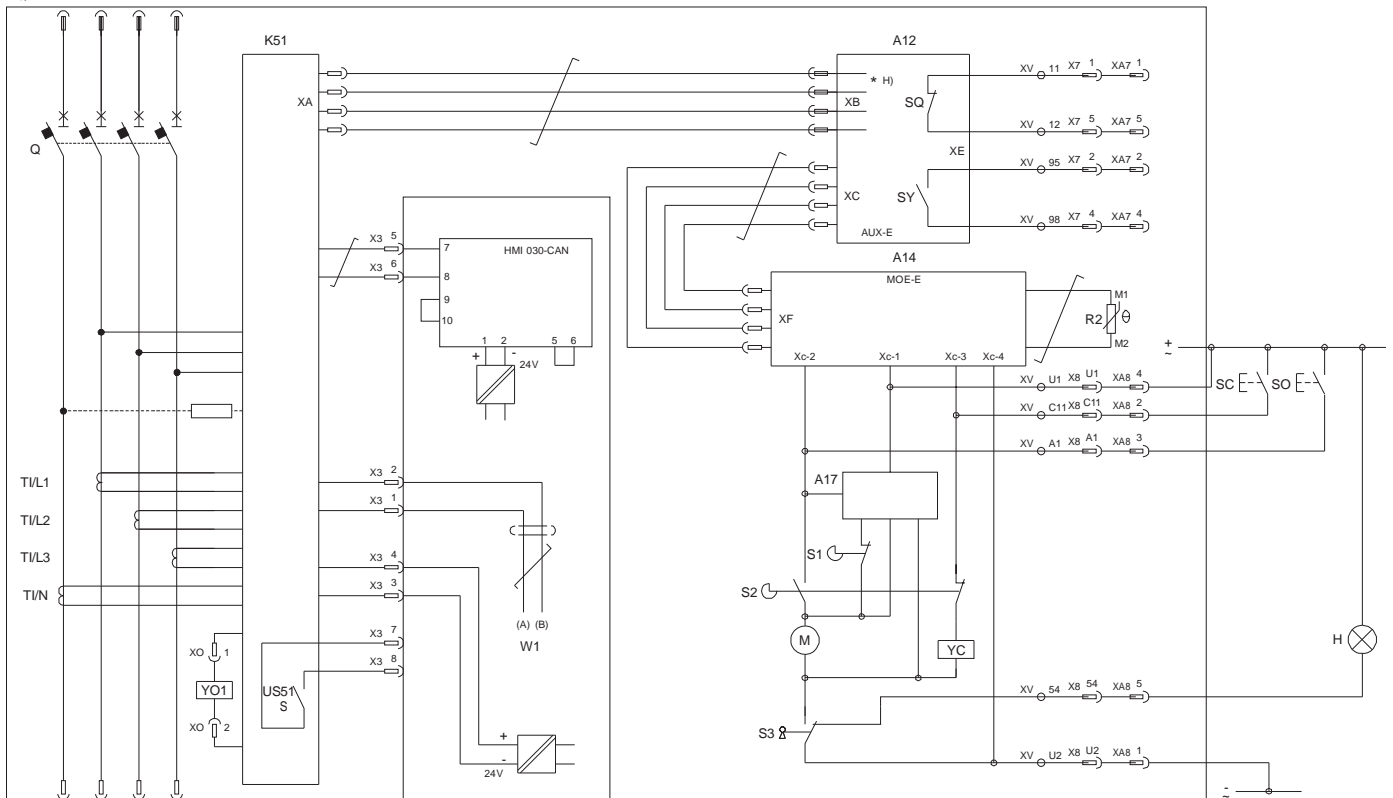 K51
A12
XV 11 X7 1 XA7 1
* H)
XA
XB
SQ
Q
XV 12 X7 5 XA7 5
XE
XV 95 X7 2 XA7 2
XC
SY
XV 98 X7 4 XA7 4
AUX-E
X3 5
7
HMI 030-CAN
A14
MOE-E
X3 6
8
9
10
M1
R2 θ
M2
XF
1 2 5 6
+ -
24V
Xc-2 Xc-1 Xc-3 Xc-4
+
~
XV U1 X8 U1 XA8 4
SC SO
XV C11 X8 C11 XA8 2
XV A1 X8 A1 XA8 3
TI/L1
X3 2
A17
X3 1
TI/L2
TI/L3
X3 4
S1
X3 3
TI/N
S2
(A) (B)
W1
X3 7
M
YC
H
XO 1
X3 8
YO1
US51
S
XV 54 X8 54 XA8 5
XO 2
S3
+
-
24V
XV U2 X8 U2 XA8 1
-
~